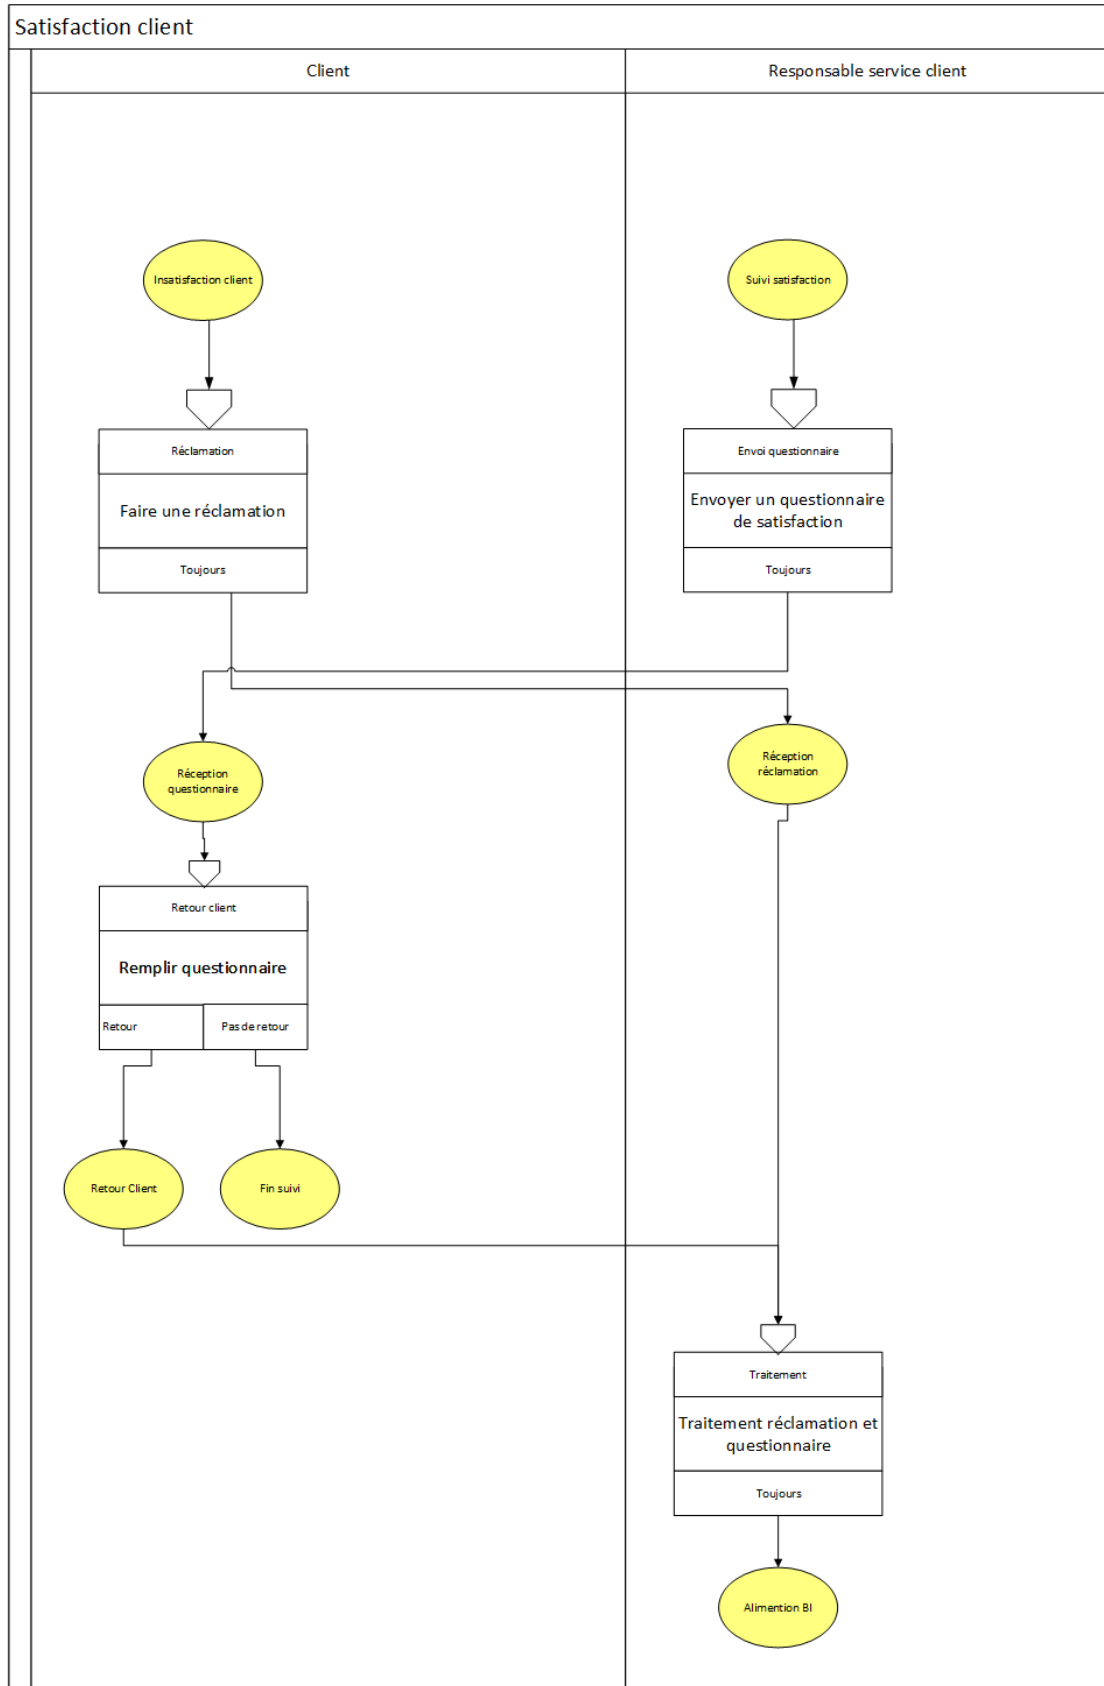 Satisfaction client
Client
Responsable service client
Insatisfaction client
Suivi satisfaction
Réclamation
Faire une réclamation
Toujours
Envoi questionnaire
Envoyer un questionnaire
de satisfaction
Toujours
Réception
questionnaire
Réception
réclamation
Retour client
Remplir questionnaire
Retour
Pas de retour
Retour Client
Fin suivi
Traitement
Traitement réclamation et
questionnaire
Toujours
Alimention BI